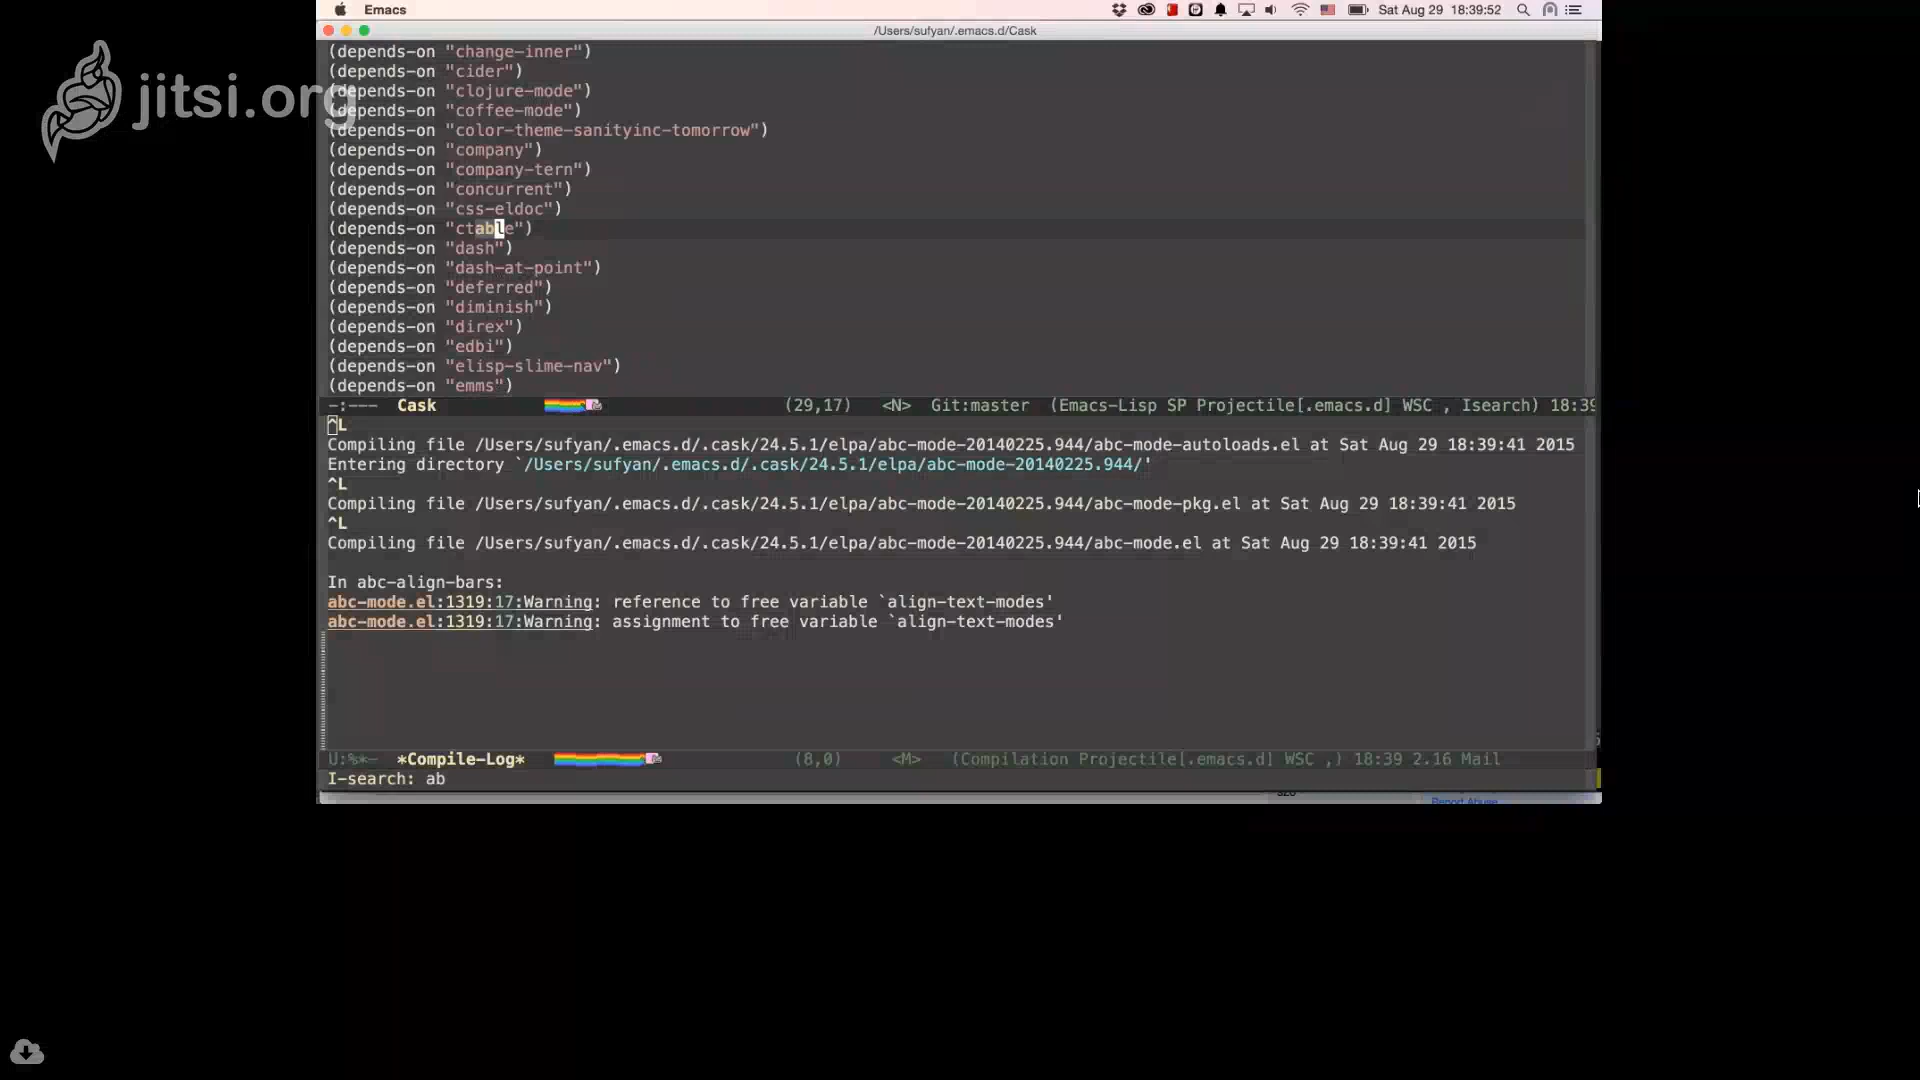 Emacs
Sat Aug 29 18:39:52
/Users/sufyan/.emacs.d/Cask
jitsi.org
(depends-on "change-inner")
(depends-on "cider")
(depends-on "clojure-mode")
(depends-on "coffee-mode")
(depends-on "color-theme-sanityinc-tomorrow")
(depends-on "company")
(depends-on "company-tern")
(depends-on "concurrent")
(depends-on "css-eldoc")
(depends-on "ctable")
(depends-on "dash")
(depends-on "dash-at-point")
(depends-on "deferred")
(depends-on "diminish")
(depends-on "direx")
(depends-on "edbi")
(depends-on "elisp-slime-nav")
(depends-on "emms")
-:--- Cask (29,17) <N> Git:master (Emacs-Lisp SP Projectile[.emacs.d] WSC , Isearch) 18:39
^L
Compiling file /Users/sufyan/.emacs.d/.cask/24.5.1/elpa/abc-mode-20140225.944/abc-mode-autoloads.el at Sat Aug 29 18:39:41 2015
Entering directory `/Users/sufyan/.emacs.d/.cask/24.5.1/elpa/abc-mode-20140225.944/'
^L
Compiling file /Users/sufyan/.emacs.d/.cask/24.5.1/elpa/abc-mode-20140225.944/abc-mode-pkg.el at Sat Aug 29 18:39:41 2015
^L
Compiling file /Users/sufyan/.emacs.d/.cask/24.5.1/elpa/abc-mode-20140225.944/abc-mode.el at Sat Aug 29 18:39:41 2015
In abc-align-bars:
abc-mode.el:1319:17:Warning: reference to free variable `align-text-modes'
abc-mode.el:1319:17:Warning: assignment to free variable `align-text-modes'
U:%*- *Compile-Log* (8,0) <M> (Compilation Projectile[.emacs.d] WSC ,) 18:39 2.16 Mail
I-search: ab
Report Abuse